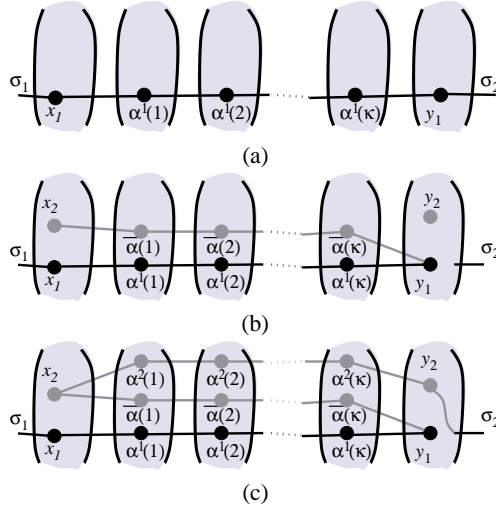 σ₁ σ₂
x₁ α¹(1) α¹(2) α¹(κ) y₁
(a)
x₂ y₂
α̅(1) α̅(2) α̅(κ)
σ₁ σ₂
x₁ α¹(1) α¹(2) α¹(κ) y₁
(b)
x₂ α²(1) α²(2) α²(κ) y₂
α̅(1) α̅(2) α̅(κ)
σ₁ σ₂
x₁ α¹(1) α¹(2) α¹(κ) y₁
(c)